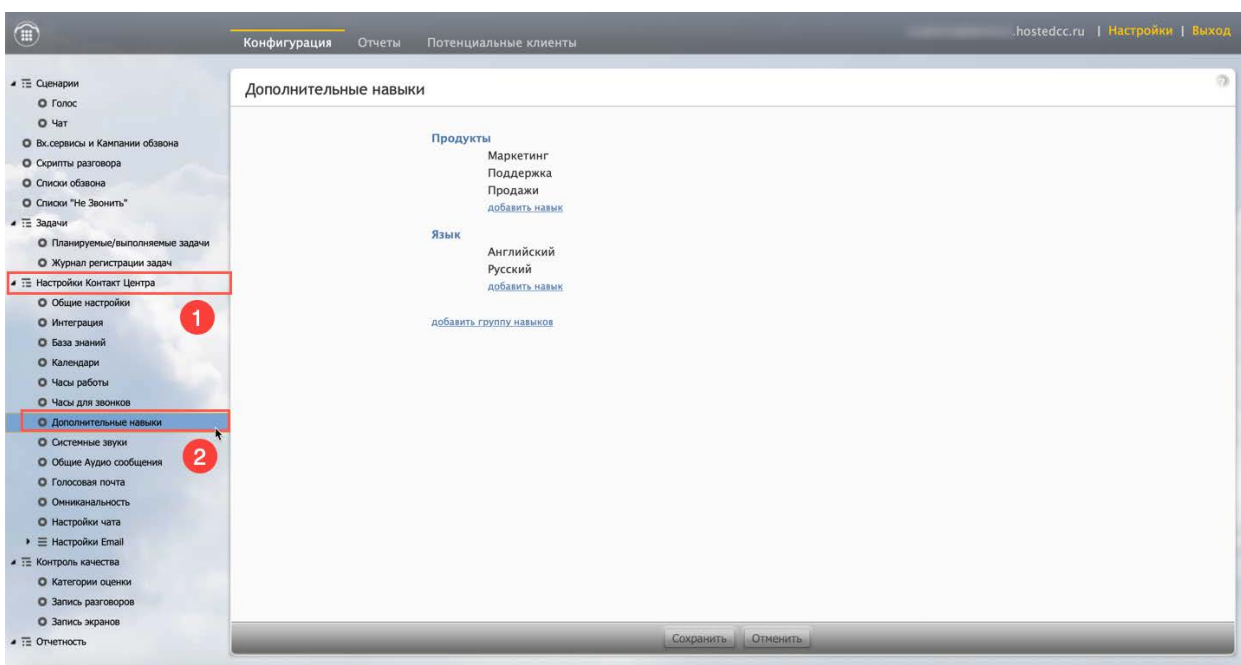 Конфигурация Отчеты Потенциальные клиенты
.hostedcc.ru | Настройки | Выход
Сценарии
Голос
Чат
Вх.сервисы и Кампании обзвона
Скрипты разговора
Списки обзвона
Списки "Не Звонить"
Задачи
Планируемые/выполняемые задачи
Журнал регистрации задач
Настройки Контакт Центра
1
Общие настройки
Интеграция
База знаний
Календари
Часы работы
Часы для звонков
Дополнительные навыки
2
Системные звуки
Общие Аудио сообщения
Голосовая почта
Омниканальность
Настройки чата
Настройки Email
Контроль качества
Категории оценки
Запись разговоров
Запись экранов
Отчетность
Дополнительные навыки
?
Продукты
Маркетинг
Поддержка
Продажи
добавить навык
Язык
Английский
Русский
добавить навык
добавить группу навыков
Сохранить Отменить